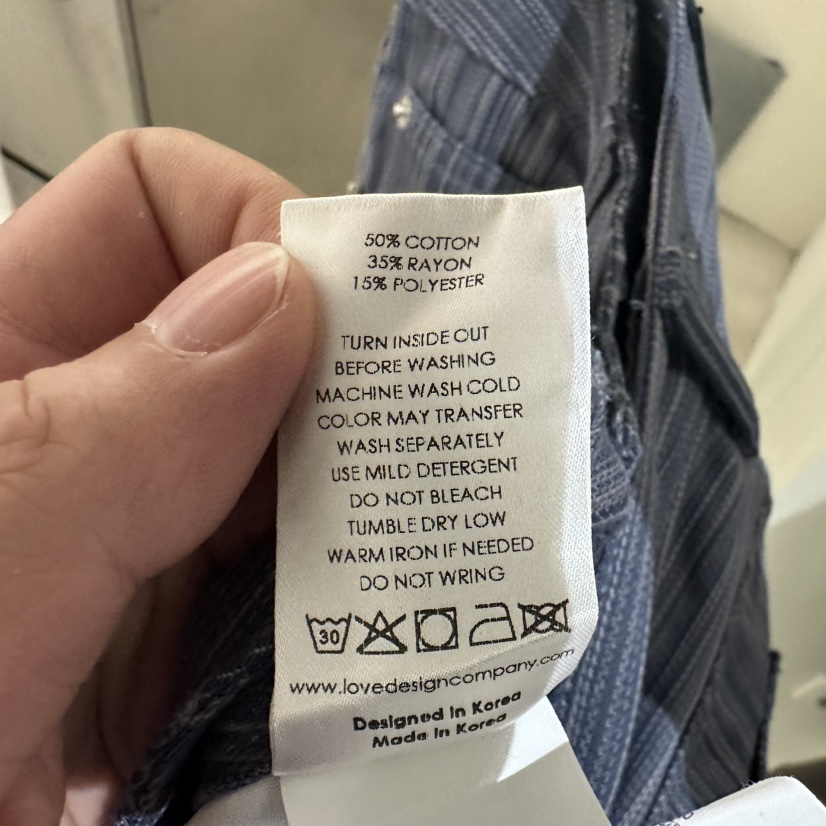 50% COTTON
35% RAYON
15% POLYESTER
TURN INSIDE OUT
BEFORE WASHING
MACHINE WASH COLD
COLOR MAY TRANSFER
WASH SEPARATELY
USE MILD DETERGENT
DO NOT BLEACH
TUMBLE DRY LOW
WARM IRON IF NEEDED
DO NOT WRING
30
www.lovedesigncompany.com
Designed In Korea
Made In Korea